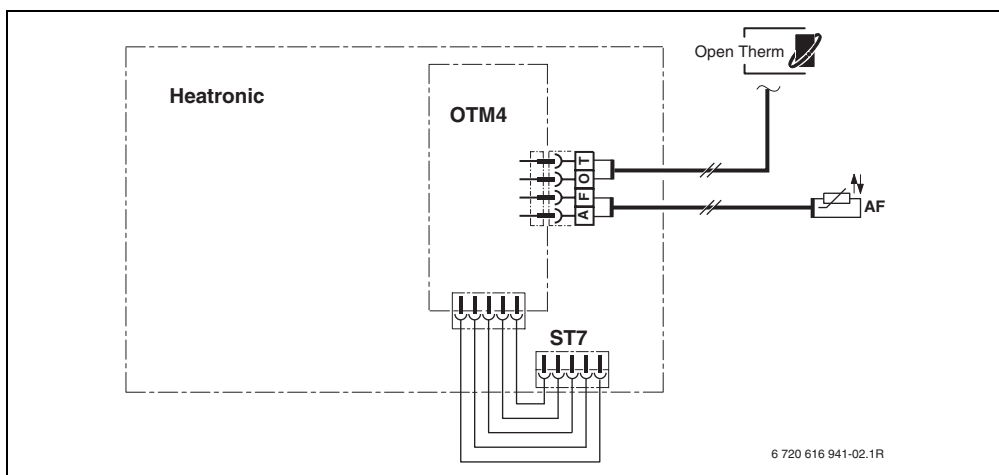 Open Therm
Heatronic
OTM4
T
O
F
A
AF
ST7
6 720 616 941-02.1R